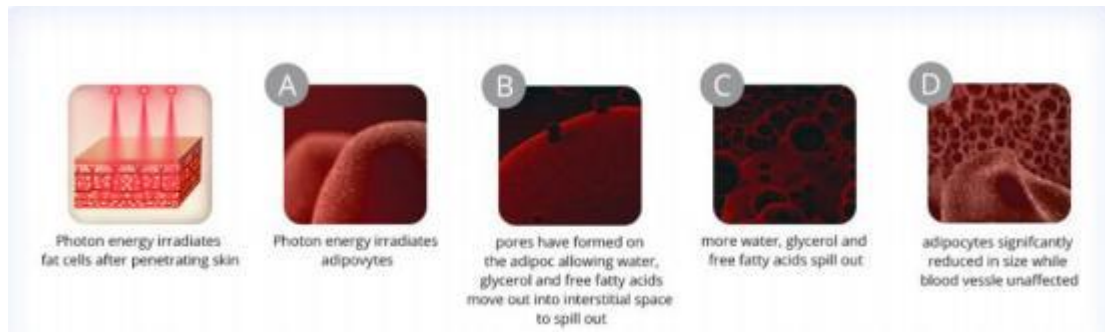 A
B
C
D
Photon energy irradiates
fat cells after penetrating skin
Photon energy irradiates
adipovytes
pores have formed on
the adipoc allowing water,
glycerol and free fatty acids
move out into interstitial space
to spill out
more water, glycerol and
free fatty acids spill out
adipocytes signifcantly
reduced in size while
blood vessle unaffected